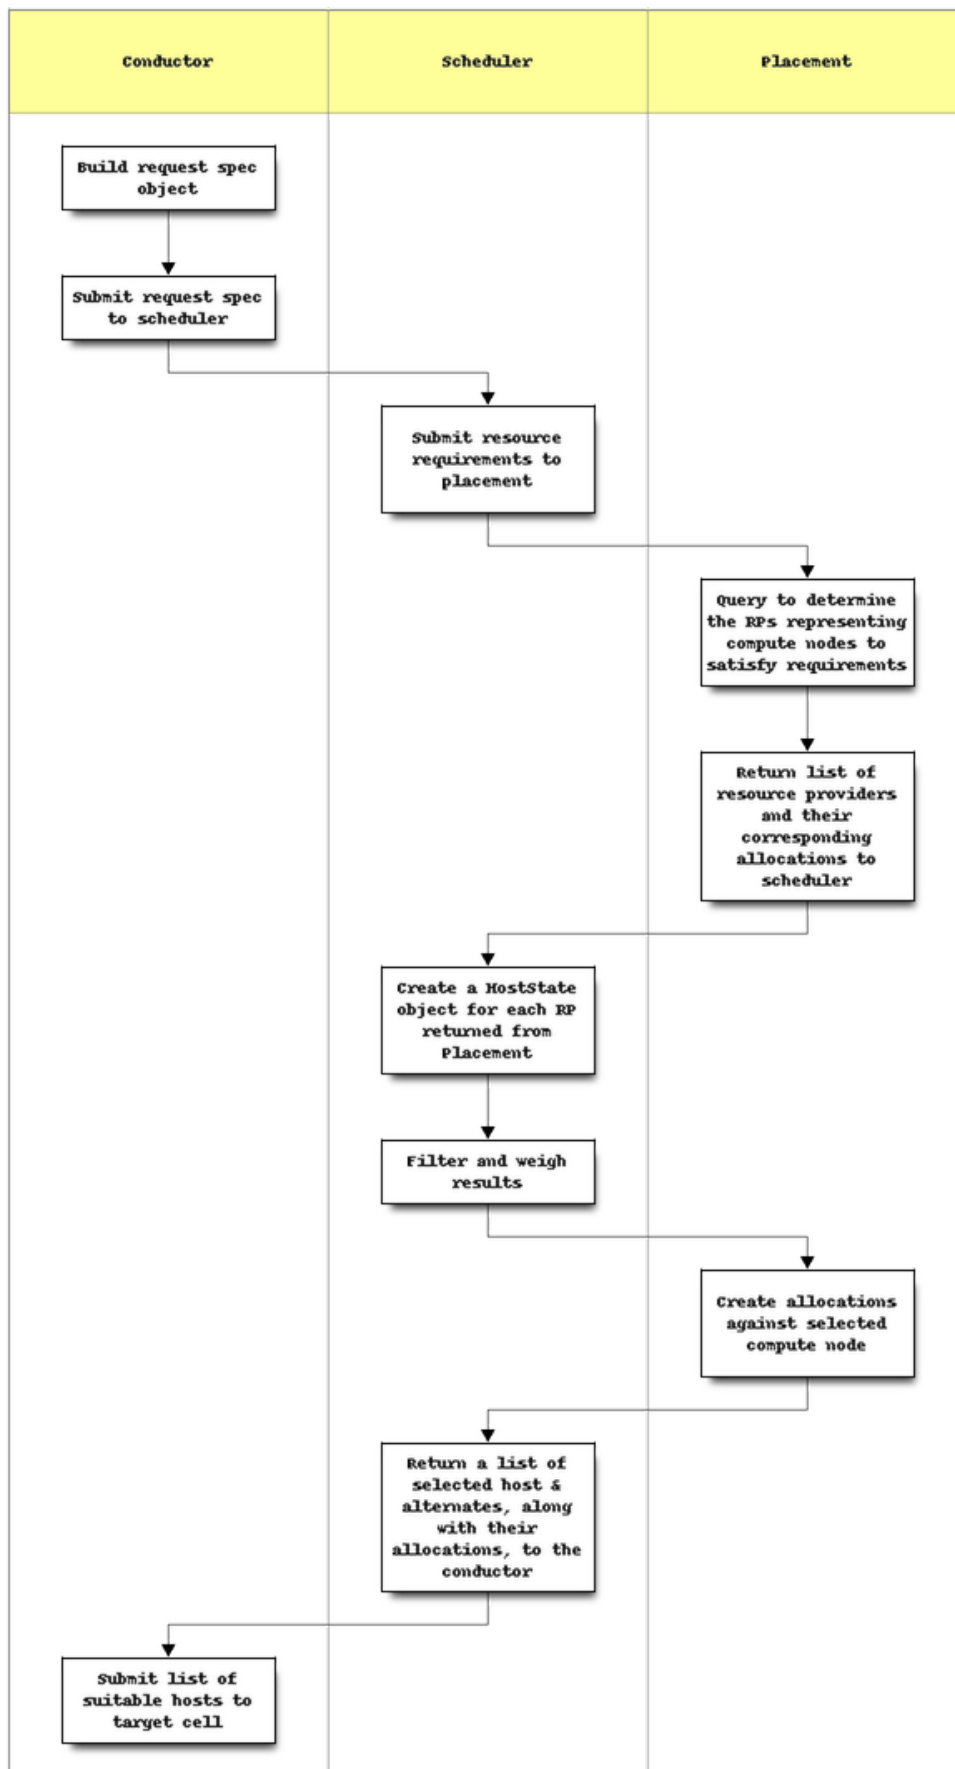 Conductor
Scheduler
Placement
Build request spec
object
Submit request spec
to scheduler
Submit resource
requirements to
placement
Query to determine
the RPs representing
compute nodes to
satisfy requirements
Return list of
resource providers
and their
corresponding
allocations to
scheduler
Create a HostState
object for each RP
returned from
Placement
Filter and weigh
results
Create allocations
against selected
compute node
Return a list of
selected host &
alternates, along
with their
allocations, to the
conductor
Submit list of
suitable hosts to
target cell